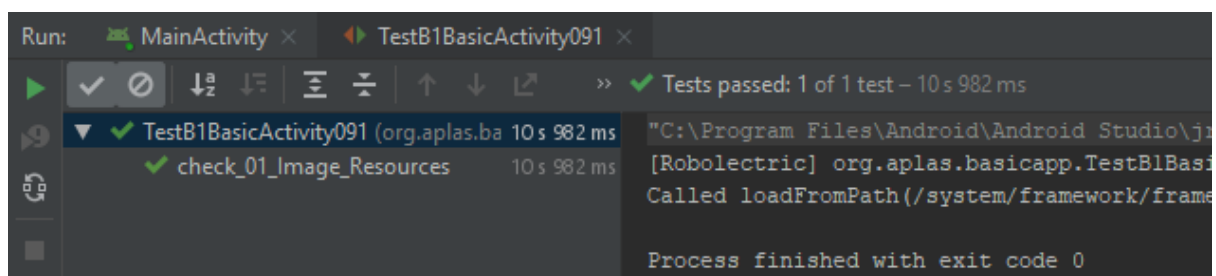 Run: MainActivity × TestB1BasicActivity091 ×
» Tests passed: 1 of 1 test – 10 s 982 ms
TestB1BasicActivity091 (org.aplas.ba 10 s 982 ms
check_01_Image_Resources 10 s 982 ms
"C:\Program Files\Android\Android Studio\jr
[Robolectric] org.aplas.basicapp.TestB1Basi
Called loadFromPath(/system/framework/frame
Process finished with exit code 0